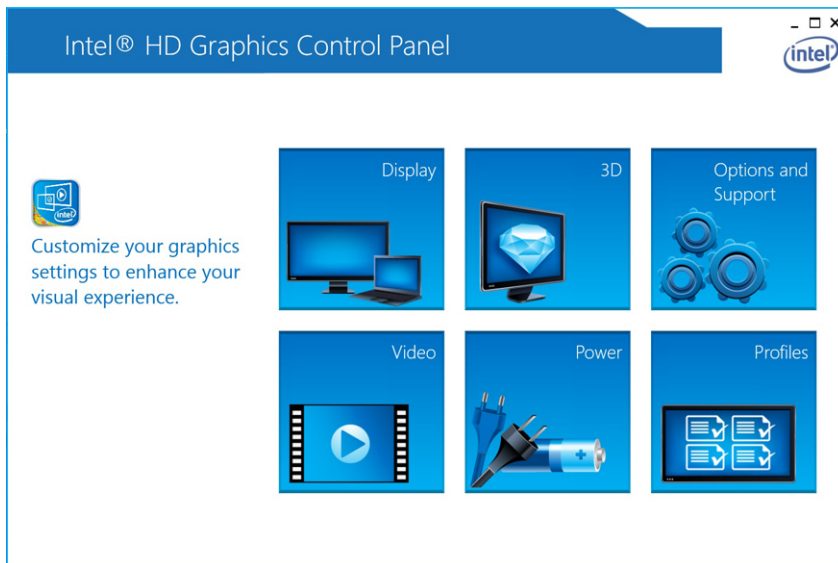 Intel® HD Graphics Control Panel
intel
Display
3D
Options and
Support
intel
Customize your graphics
settings to enhance your
visual experience.
Video
Power
Profiles